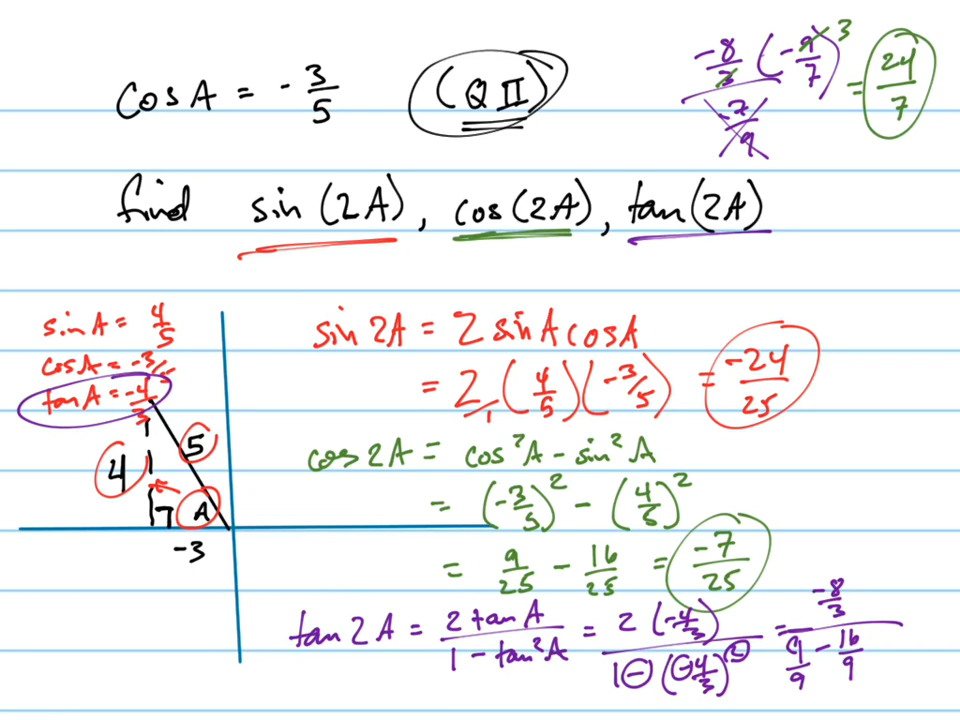 cos A = -3/5 (QII)
-8/3 (-9/7)^3 / (-7/9) = 24/7
find sin(2A), cos(2A), tan(2A)
sin A = 4/5
cos A = -3/5
tan A = -4/3
4
5
A
-3
sin 2A = 2 sin A cos A
= 2/1 (4/5)(-3/5) = -24/25
cos 2A = cos²A - sin²A
= (-3/5)² - (4/5)²
= 9/25 - 16/25 = -7/25
tan 2A = 2 tan A / 1 - tan²A = 2(-4/3) / 1 - (-4/3)² = -8/3 / 9/9 - 16/9